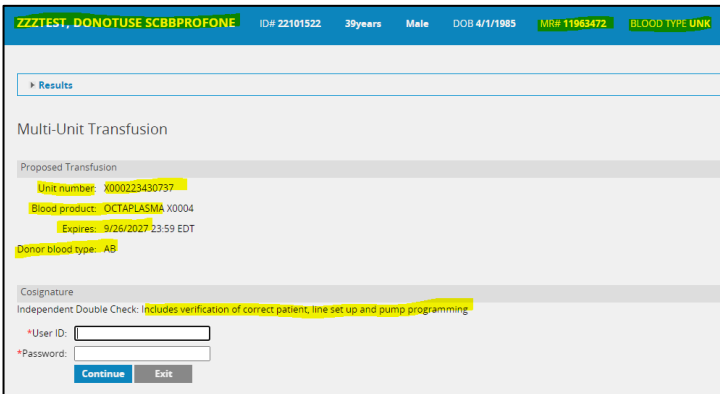 ZZZTEST, DONOTUSE SCBBPROFONE ID# 22101522 39years Male DOB 4/1/1985 MR# 11963472 BLOOD TYPE UNK
Results
Multi-Unit Transfusion
Proposed Transfusion
Unit number: X000223430737
Blood product: OCTAPLASMA X0004
Expires: 9/26/2027 23:59 EDT
Donor blood type: AB
Cosignature
Independent Double Check: Includes verification of correct patient, line set up and pump programming
*User ID:
*Password:
Continue Exit